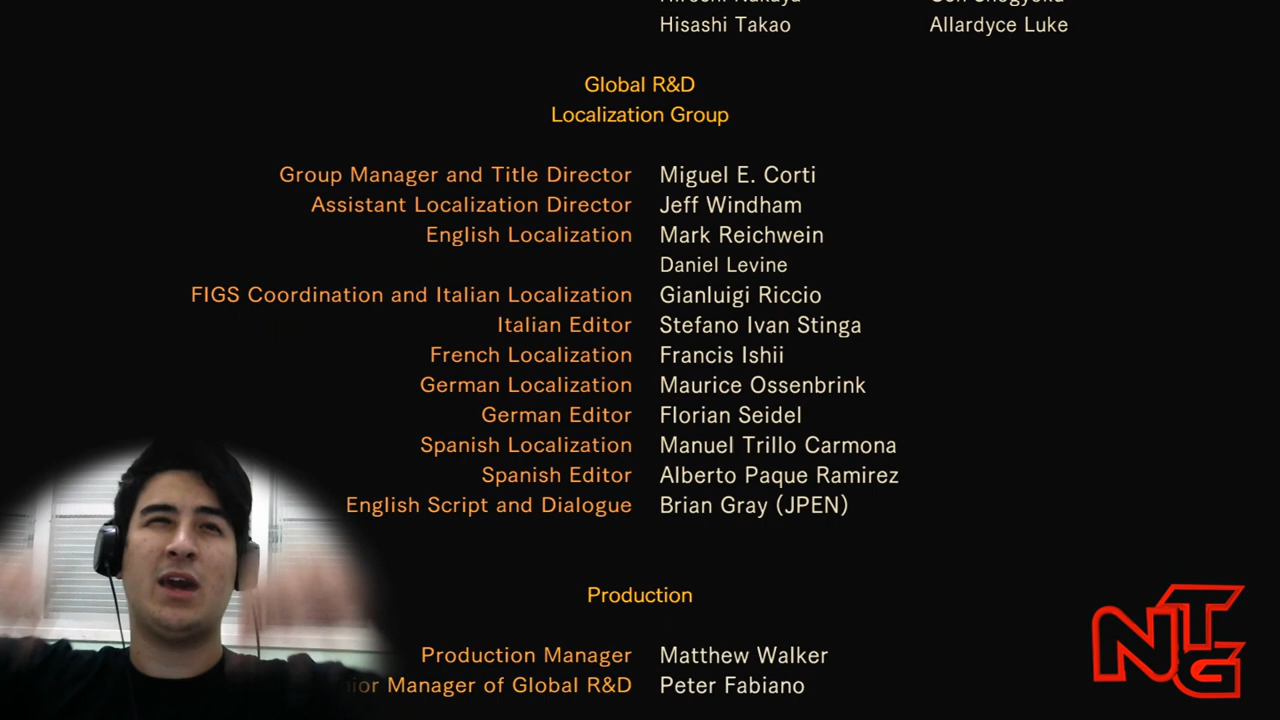 Hisashi Takao Allardyce Luke
Global R&D
Localization Group
Group Manager and Title Director Miguel E. Corti
Assistant Localization Director Jeff Windham
English Localization Mark Reichwein
Daniel Levine
FIGS Coordination and Italian Localization Gianluigi Riccio
Italian Editor Stefano Ivan Stinga
French Localization Francis Ishii
German Localization Maurice Ossenbrink
German Editor Florian Seidel
Spanish Localization Manuel Trillo Carmona
Spanish Editor Alberto Paque Ramirez
English Script and Dialogue Brian Gray (JPEN)
Production
Production Manager Matthew Walker
Manager of Global R&D Peter Fabiano
NTG